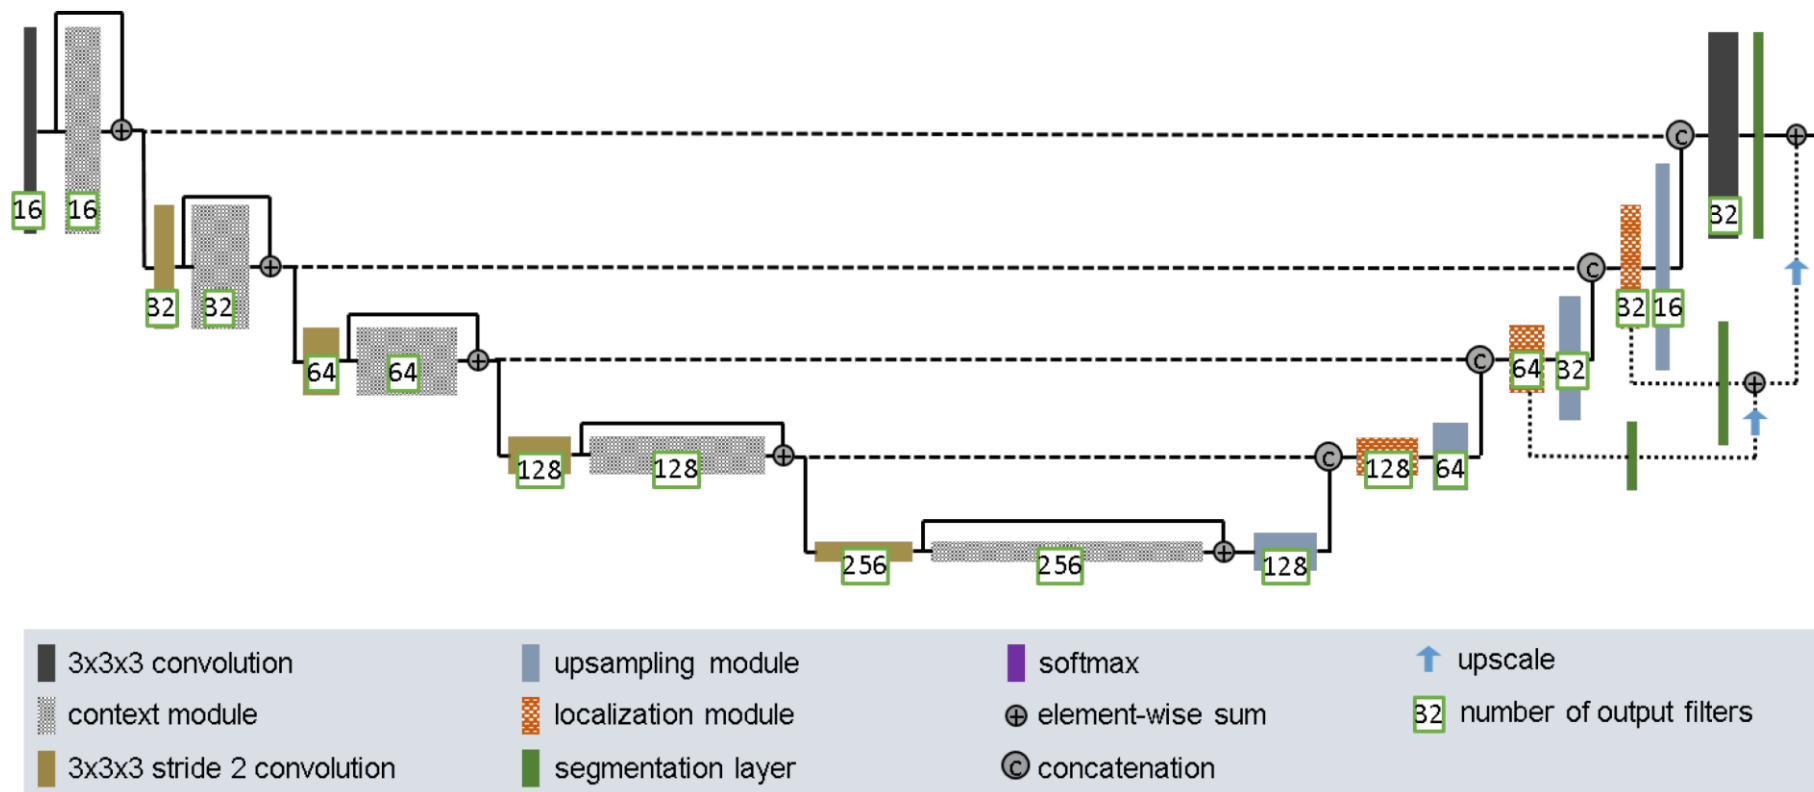 16
16
32
32
32
32
16
64
64
64
32
128
128
128
64
256
256
128
3x3x3 convolution
upsampling module
softmax
upscale
context module
localization module
element-wise sum
32
number of output filters
3x3x3 stride 2 convolution
segmentation layer
C
concatenation
C
C
C
C